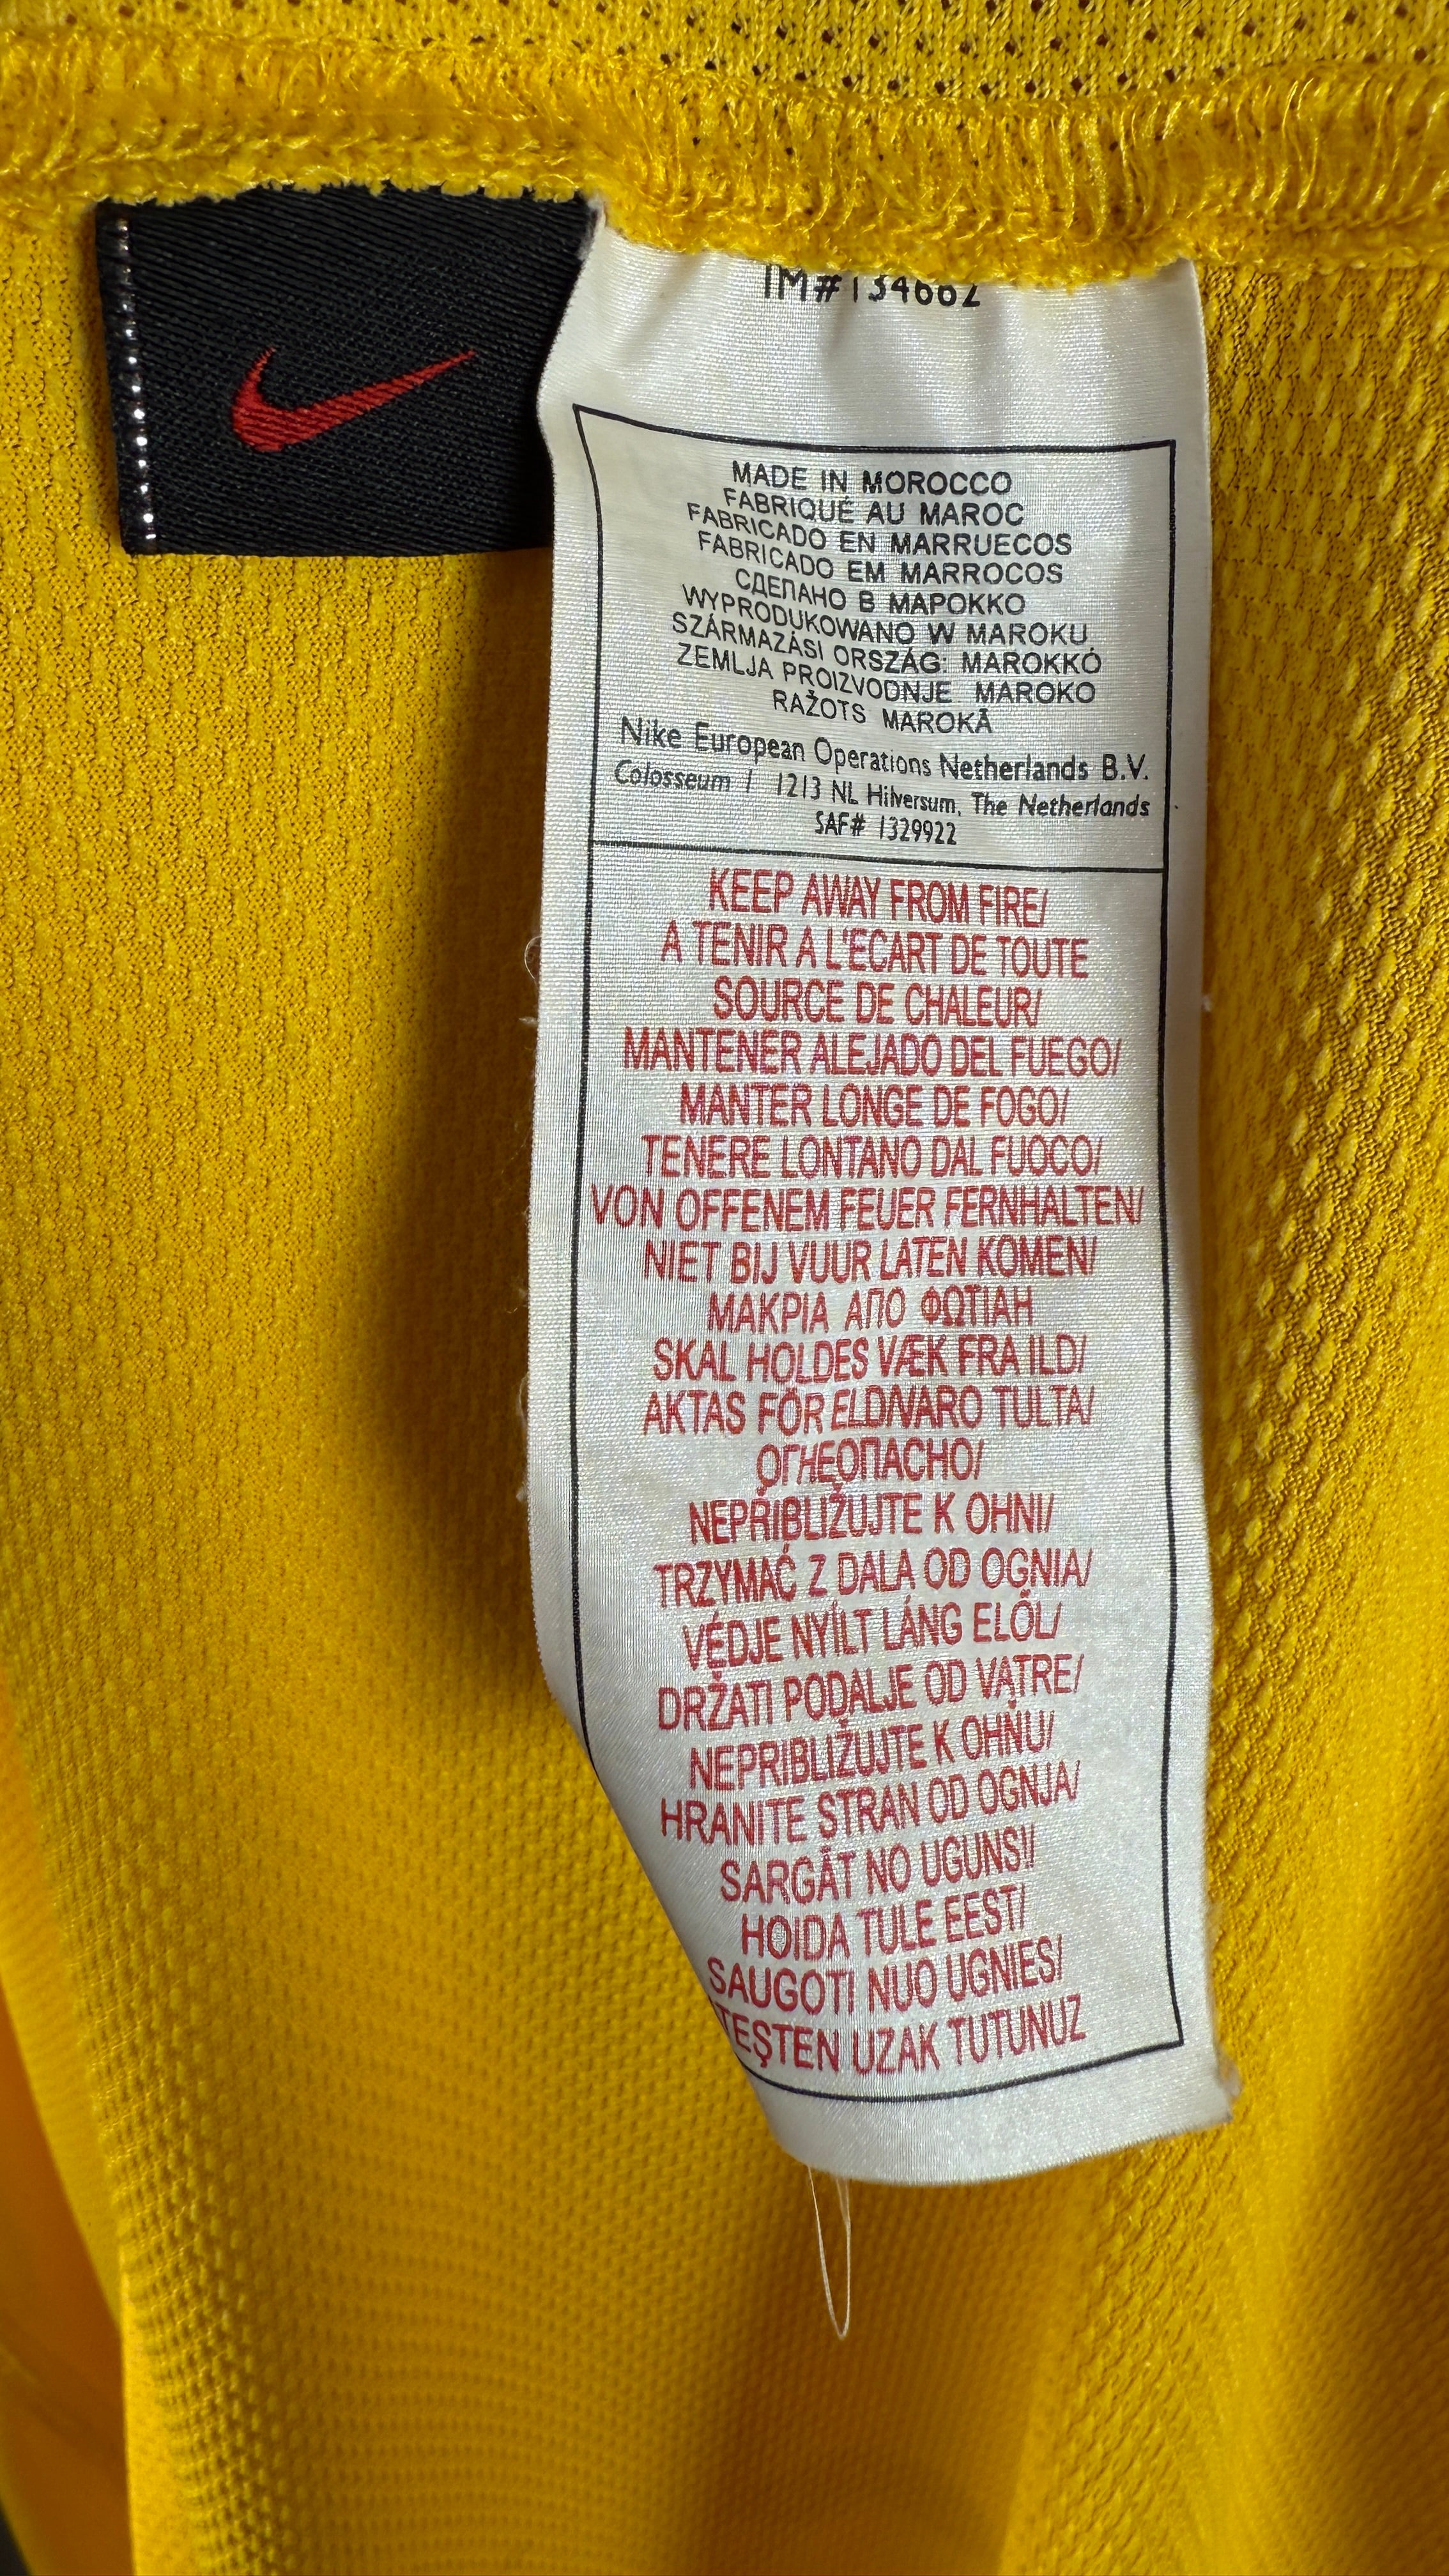 IM#134662
MADE IN MOROCCO
FABRIQUÉ AU MAROC
FABRICADO EN MARRUECOS
FABRICADO EM MARROCOS
СДЕПАНО В МАРОККО
WYPRODUKOWANO W MAROKU
SZÁRMAZÁSI ORSZÁG: MAROKKÓ
ZEMLJA PROIZVODNJE MAROKO
RAŽOTS MAROKĀ
Nike European Operations Netherlands B.V.
Colosseum 1 1213 NL Hilversum, The Netherlands
SAF# 1329922
KEEP AWAY FROM FIRE/
A TENIR A L'ECART DE TOUTE
SOURCE DE CHALEUR/
MANTENER ALEJADO DEL FUEGO/
MANTER LONGE DE FOGO/
TENERE LONTANO DAL FUOCO/
VON OFFENEM FEUER FERNHALTEN/
NIET BIJ VUUR LATEN KOMEN/
ΜΑΚΡΙΑ ΑΠΟ ΦΩΤΙΑΗ
SKAL HOLDES VÆK FRA ILD/
AKTAS FÖR ELD/VARO TULTA/
ОГНЕОПАСНО/
NEPŘIBLIŽUJTE K OHNI/
TRZYMAĆ Z DALA OD OGNIA/
VÉDJE NYÍLT LÁNG ELŐL/
DRŽATI PODALJE OD VATRE/
NEPRIBLIŽUJTE K OHŇU/
HRANITE STRAN OD OGNJA/
SARGĀT NO UGUNS!/
HOIDA TULE EEST/
SAUGOTI NUO UGNIES/
TEŞTEN UZAK TUTUNUZ